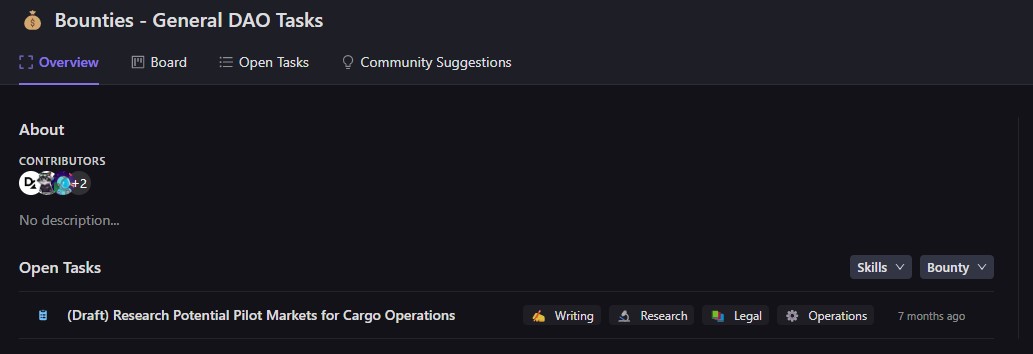 Bounties - General DAO Tasks
Overview Board Open Tasks Community Suggestions
About
CONTRIBUTORS
D +2
No description...
Open Tasks Skills Bounty
(Draft) Research Potential Pilot Markets for Cargo Operations Writing Research Legal Operations 7 months ago